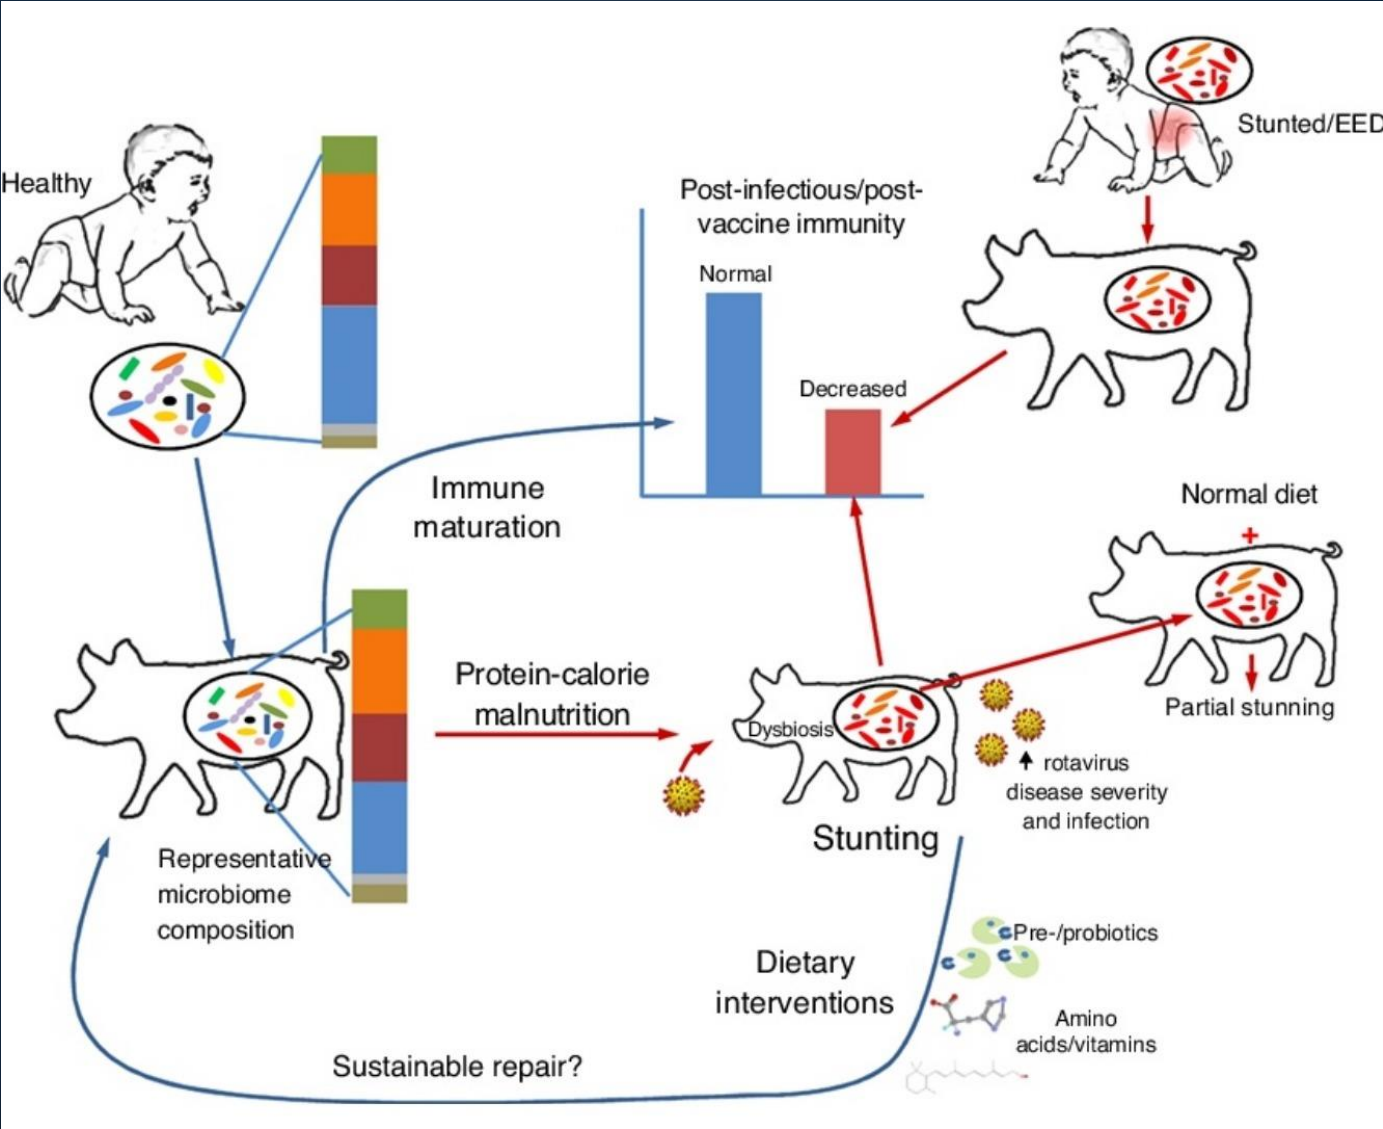 Healthy
Stunted/EED
Post-infectious/post-
vaccine immunity
Normal
Decreased
Immune
maturation
Normal diet
+
Partial stunning
Protein-calorie
malnutrition
Dysbiosis
rotavirus
disease severity
and infection
Stunting
Representative
microbiome
composition
Dietary
interventions
Pre-/probiotics
Amino
acids/vitamins
Sustainable repair?